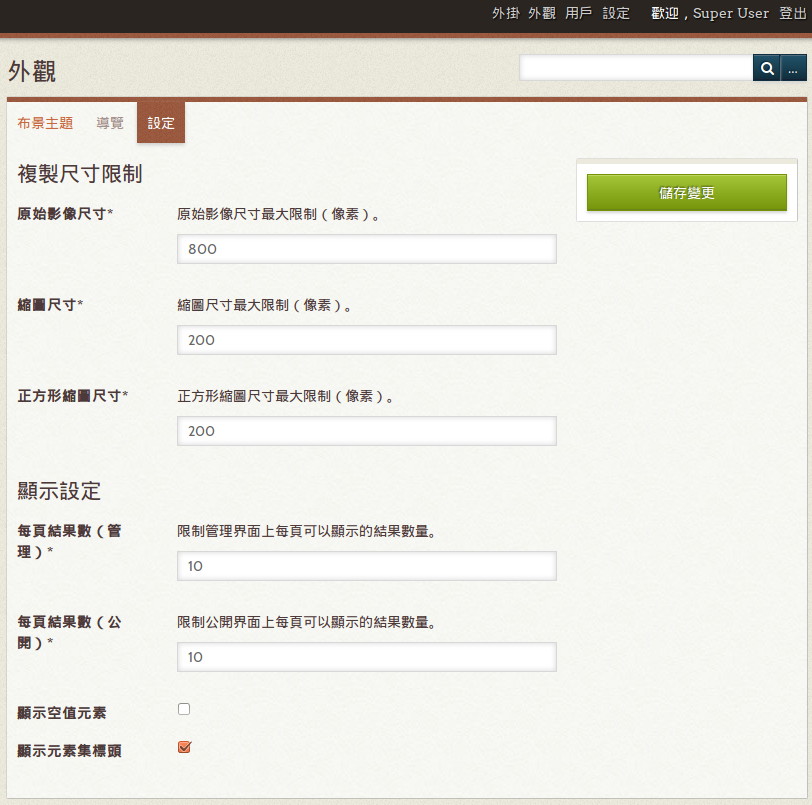 外掛 外觀 用戶 設定 歡迎，Super User 登出
外觀
...
布景主題 導覽 設定
複製尺寸限制
儲存變更
原始影像尺寸*
原始影像尺寸最大限制（像素）。
800
縮圖尺寸*
縮圖尺寸最大限制（像素）。
200
正方形縮圖尺寸*
正方形縮圖尺寸最大限制（像素）。
200
顯示設定
每頁結果數（管
理）*
限制管理界面上每頁可以顯示的結果數量。
10
每頁結果數（公
開）*
限制公開界面上每頁可以顯示的結果數量。
10
顯示空值元素
顯示元素集標頭